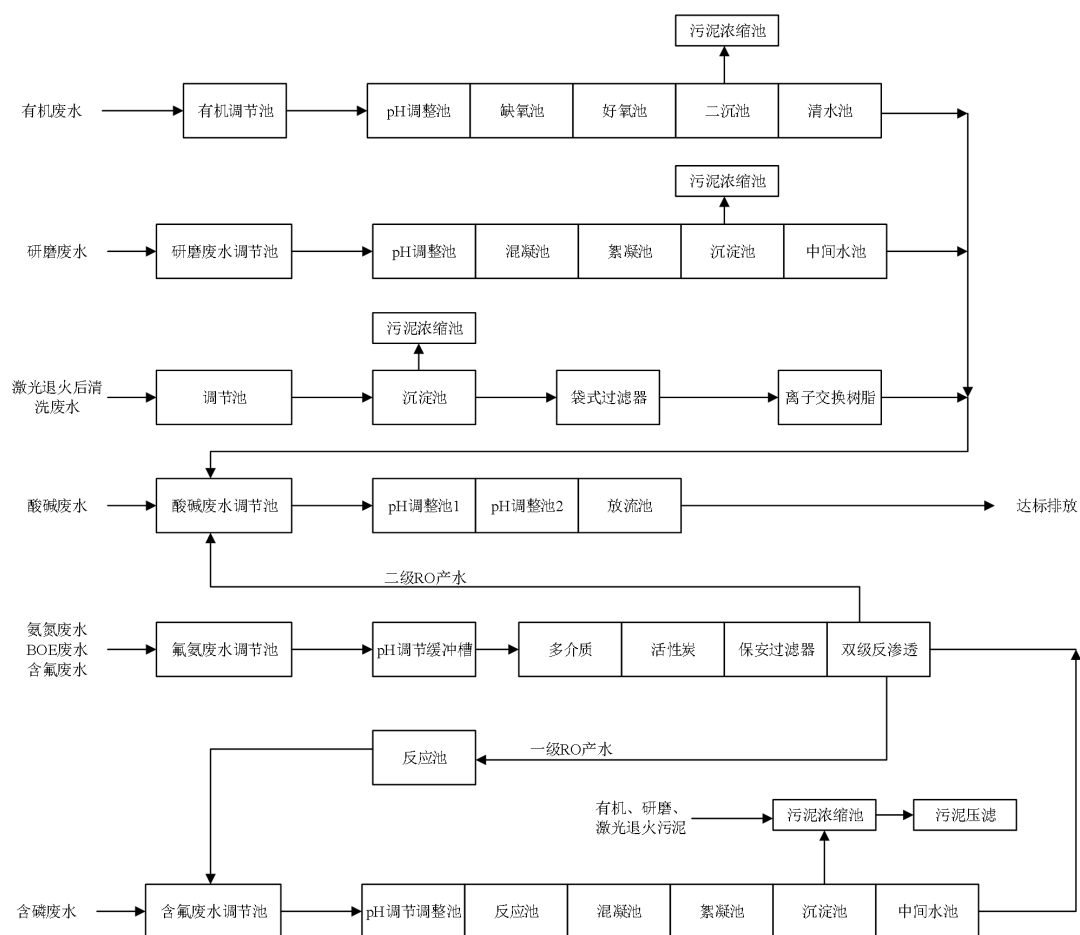 污泥浓缩池
有机废水
有机调节池
pH调整池
缺氧池
好氧池
二沉池
清水池
污泥浓缩池
研磨废水
研磨废水调节池
pH调整池
混凝池
絮凝池
沉淀池
中间水池
污泥浓缩池
激光退火后清
洗废水
调节池
沉淀池
袋式过滤器
离子交换树脂
酸碱废水
酸碱废水调节池
pH调整池1
pH调整池2
放流池
达标排放
二级RO产水
氨氮废水
BOE废水
含氟废水
氟氨废水调节池
pH调节缓冲槽
多介质
活性炭
保安过滤器
双级反渗透
反应池
一级RO产水
有机、研磨、
激光退火污泥
污泥浓缩池
污泥压滤
含磷废水
含氟废水调节池
pH调节调整池
反应池
混凝池
絮凝池
沉淀池
中间水池